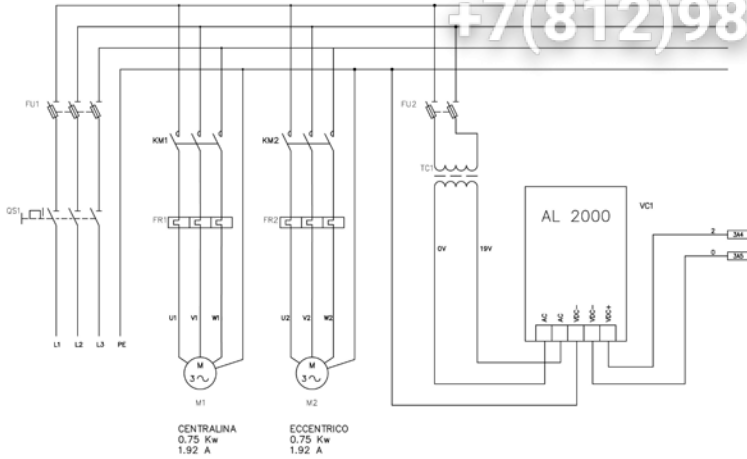 +7(812)98
FU1
FU2
KM1
KM2
TC1
QS1
FR1
FR2
AL 2000
VC1
0V
19V
2
3A4
0
3A5
AC
AC
VDC-
VDC-
VDC+
U1
V1
W1
U2
V2
W2
L1
L2
L3
PE
M
3
M
3
M1
M2
CENTRALINA
0.75 Kw
1.92 A
ECCENTRICO
0.75 Kw
1.92 A